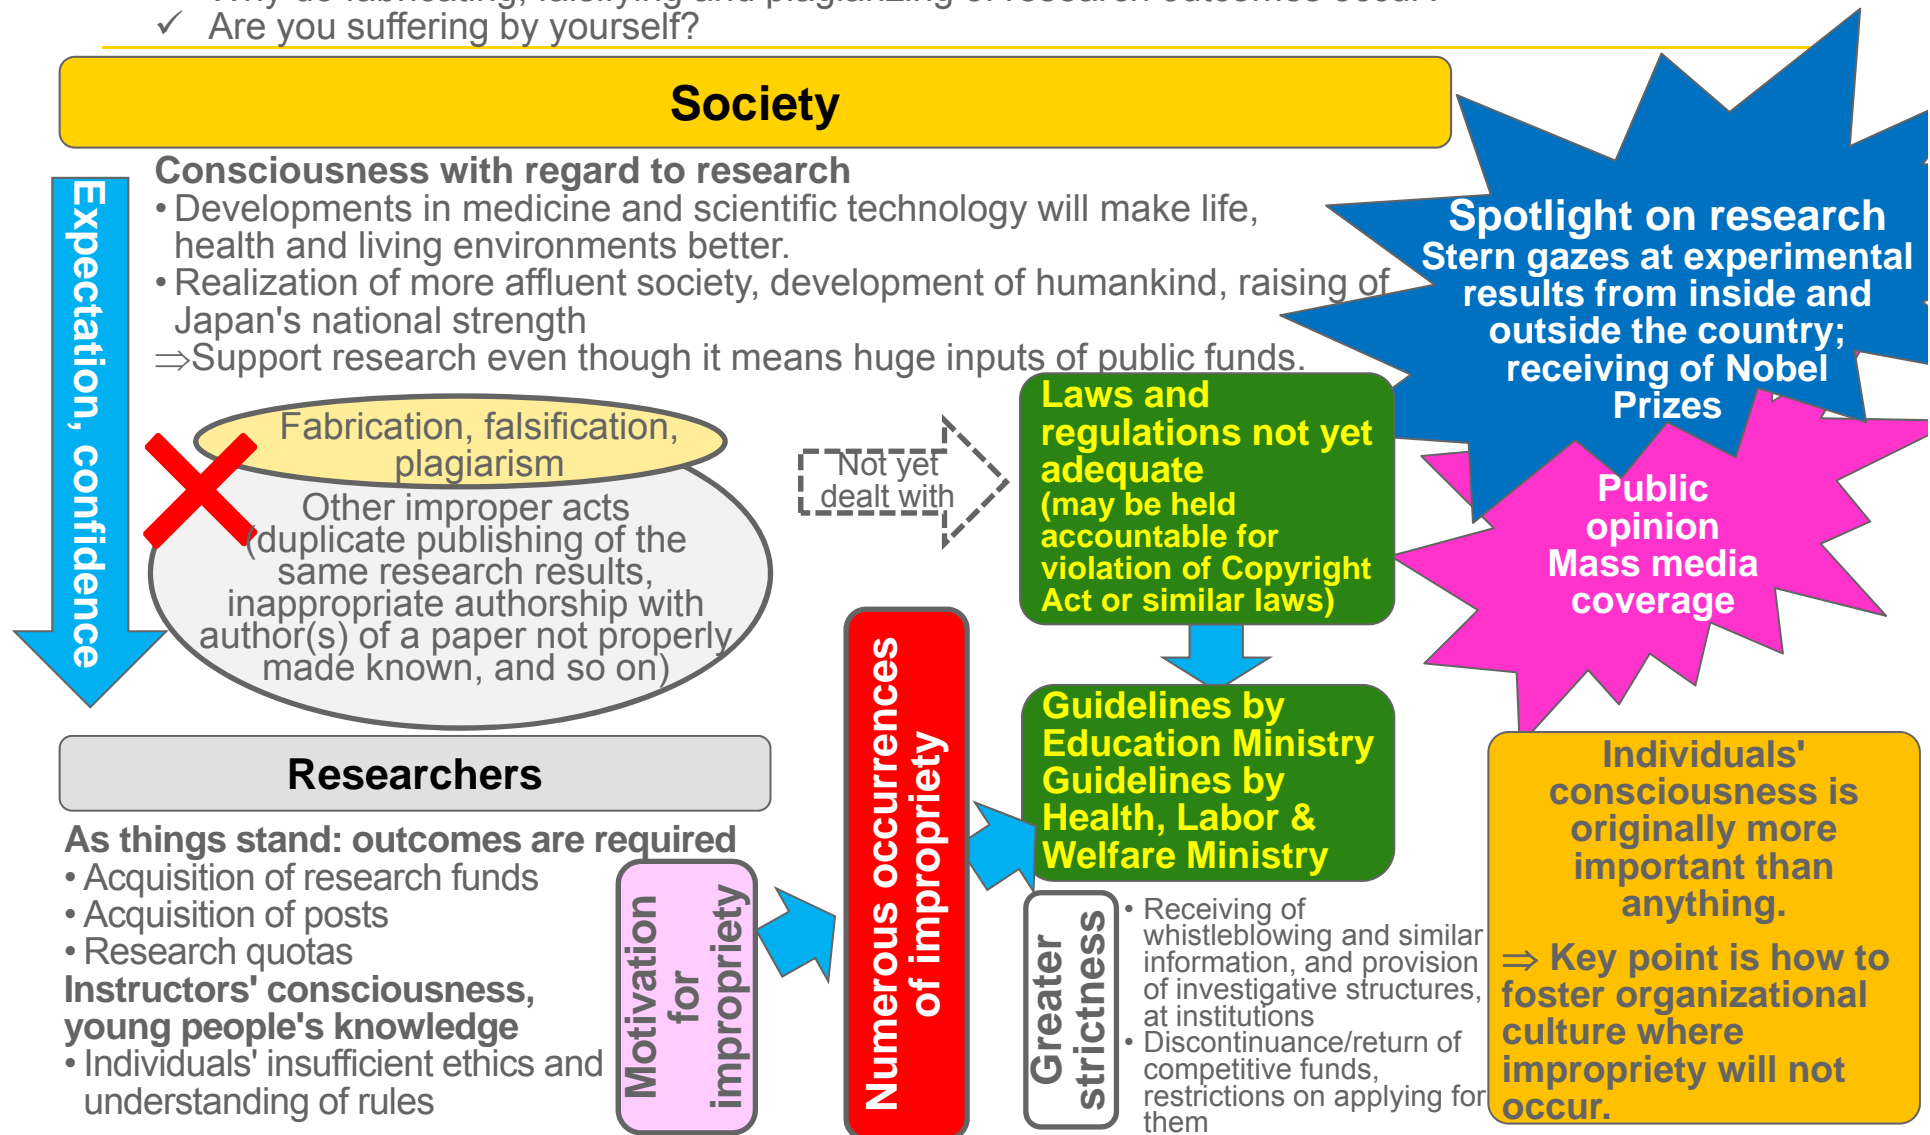 Why do fabricating, falsifying and plagiarizing of research outcomes occur?
✓ Are you suffering by yourself?
Society
Expectation, confidence
Consciousness with regard to research
• Developments in medicine and scientific technology will make life,
health and living environments better.
• Realization of more affluent society, development of humankind, raising of
Japan's national strength
⇒Support research even though it means huge inputs of public funds.
Spotlight on research
Stern gazes at experimental
results from inside and
outside the country;
receiving of Nobel
Prizes
Public
opinion
Mass media
coverage
Fabrication, falsification,
plagiarism
Other improper acts
(duplicate publishing of the
same research results,
inappropriate authorship with
author(s) of a paper not properly
made known, and so on)
Not yet
dealt with
Laws and
regulations not yet
adequate
(may be held
accountable for
violation of Copyright
Act or similar laws)
Guidelines by
Education Ministry
Guidelines by
Health, Labor &
Welfare Ministry
Researchers
As things stand: outcomes are required
• Acquisition of research funds
• Acquisition of posts
• Research quotas
Instructors' consciousness,
young people's knowledge
• Individuals' insufficient ethics and
understanding of rules
Motivation
for
impropriety
Numerous occurrences
of impropriety
Greater
strictness
• Receiving of
whistleblowing and similar
information, and provision
of investigative structures,
at institutions
• Discontinuance/return of
competitive funds,
restrictions on applying for
them
Individuals'
consciousness is
originally more
important than
anything.
⇒ Key point is how to
foster organizational
culture where
impropriety will not
occur.